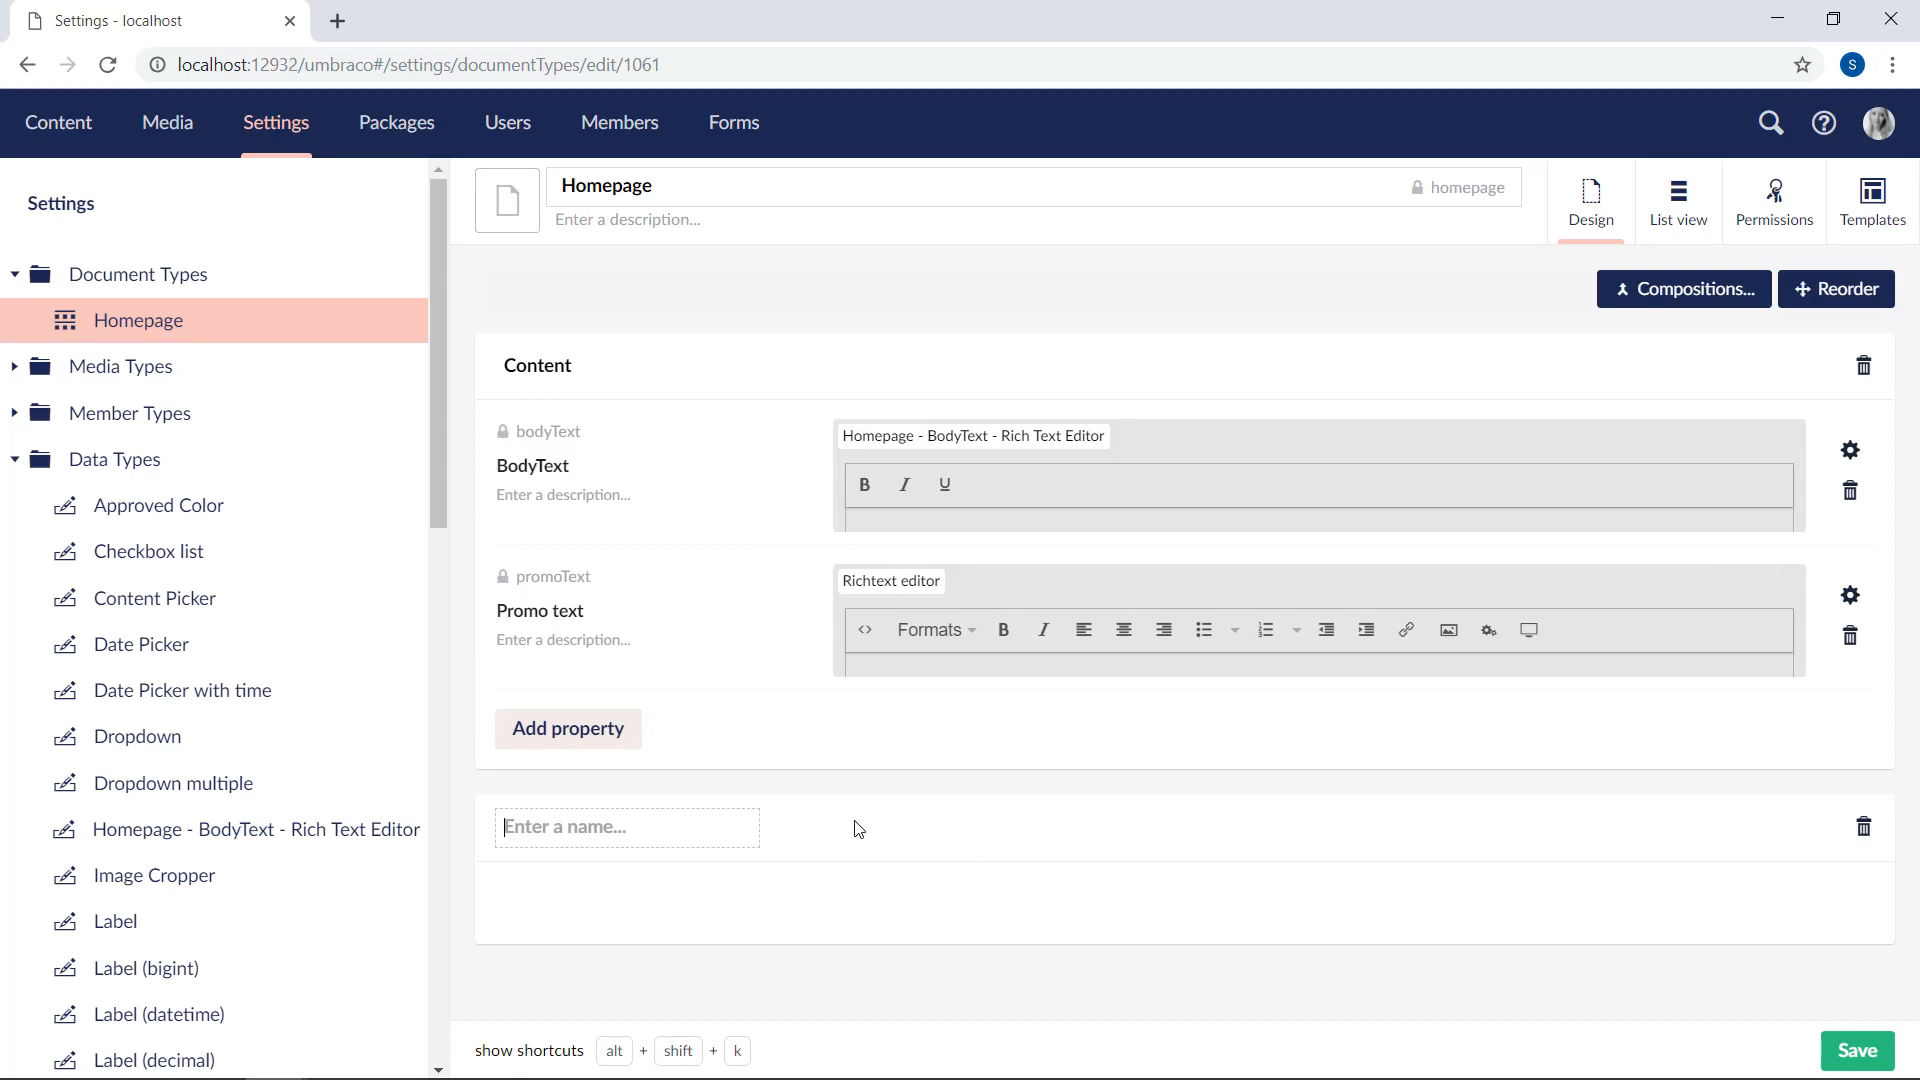 Settings - localhost
localhost:12932/umbraco#/settings/documentTypes/edit/1061
S
Content
Media
Settings
Packages
Users
Members
Forms
Settings
Document Types
Homepage
Media Types
Member Types
Data Types
Approved Color
Checkbox list
Content Picker
Date Picker
Date Picker with time
Dropdown
Dropdown multiple
Homepage - BodyText - Rich Text Editor
Image Cropper
Label
Label (bigint)
Label (datetime)
Label (decimal)
Homepage
homepage
Enter a description...
Design
List view
Permissions
Templates
Compositions...
Reorder
Content
bodyText
BodyText
Enter a description...
Homepage - BodyText - Rich Text Editor
B I U
promoText
Promo text
Enter a description...
Richtext editor
Formats B I
Add property
Enter a name...
show shortcuts alt + shift + k
Save